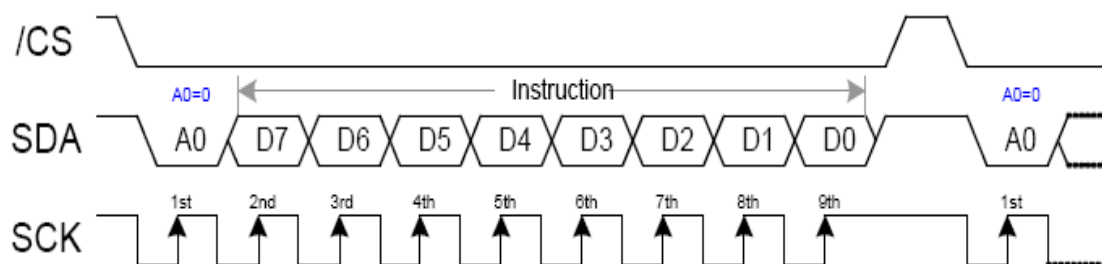 /CS
A0=0 Instruction A0=0
SDA A0 D7 D6 D5 D4 D3 D2 D1 D0 A0
1st 2nd 3rd 4th 5th 6th 7th 8th 9th 1st
SCK